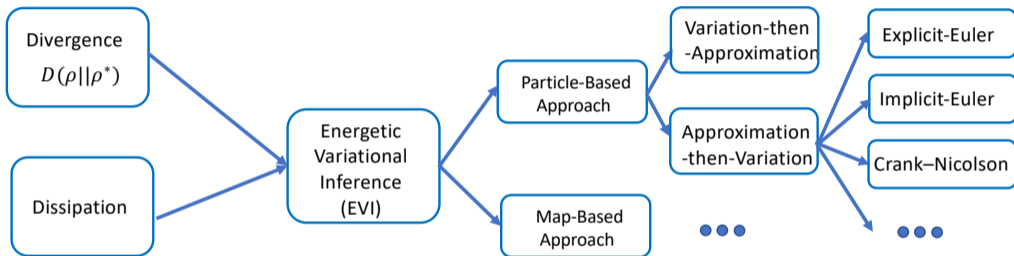 Divergence
D(ρ||ρ*)
Dissipation
Energetic
Variational
Inference
(EVI)
Particle-Based
Approach
Map-Based
Approach
Variation-then
-Approximation
Approximation
-then-Variation
Explicit-Euler
Implicit-Euler
Crank–Nicolson